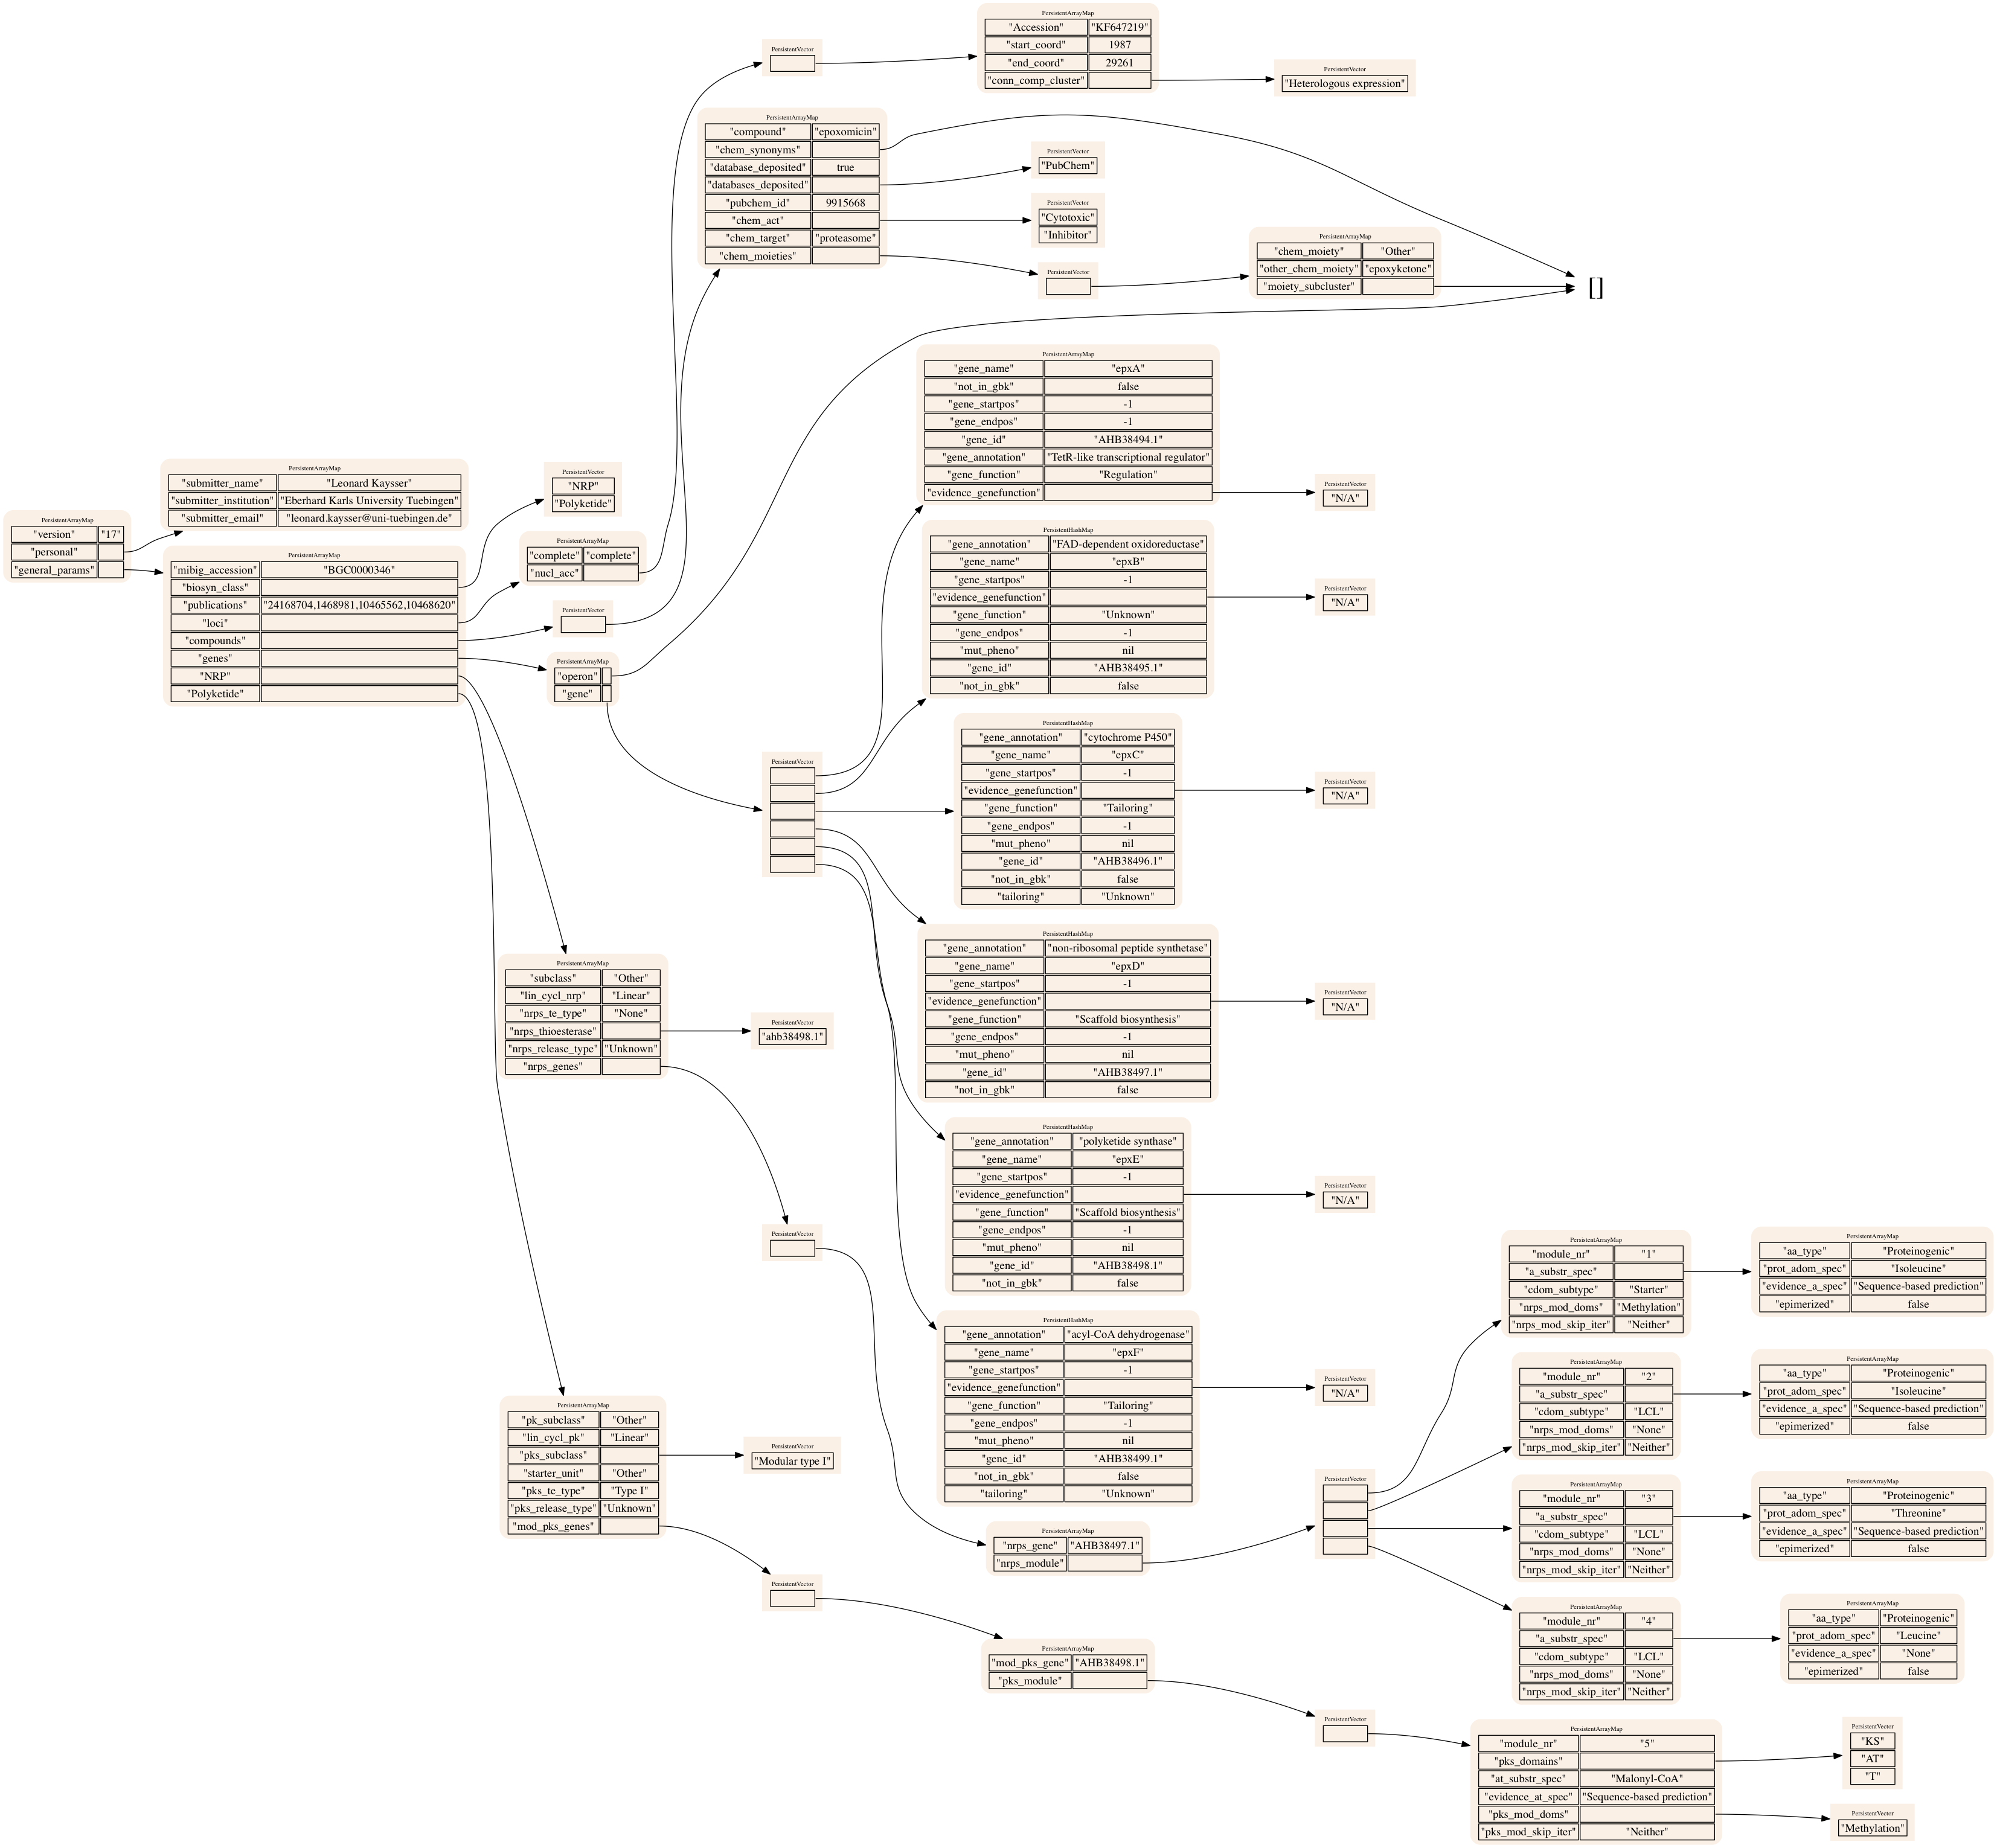 PersistentArrayMap
"version" "17"
"personal"
"general_params"
PersistentArrayMap
"submitter_name" "Leonard Kaysser"
"submitter_institution" "Eberhard Karls University Tuebingen"
"submitter_email" "leonard.kaysser@uni-tuebingen.de"
PersistentArrayMap
"mibig_accession" "BGC0000346"
"biosyn_class"
"publications" "24168704,1468981,10465562,10468620"
"loci"
"compounds"
"genes"
"NRP"
"Polyketide"
PersistentVector
"NRP"
"Polyketide"
PersistentArrayMap
"complete" "complete"
"nucl_acc"
PersistentVector
PersistentArrayMap
"operon"
"gene"
PersistentArrayMap
"subclass" "Other"
"lin_cycl_nrp" "Linear"
"nrps_te_type" "None"
"nrps_thioesterase"
"nrps_release_type" "Unknown"
"nrps_genes"
PersistentArrayMap
"pk_subclass" "Other"
"lin_cycl_pk" "Linear"
"pks_subclass"
"starter_unit" "Other"
"pks_te_type" "Type I"
"pks_release_type" "Unknown"
"mod_pks_genes"
PersistentVector
PersistentArrayMap
"compound" "epoxomicin"
"chem_synonyms"
"database_deposited" true
"databases_deposited"
"pubchem_id" 9915668
"chem_act"
"chem_target" "proteasome"
"chem_moieties"
PersistentVector
PersistentVector
"ahb38498.1"
PersistentVector
PersistentVector
"Modular type I"
PersistentVector
PersistentArrayMap
"Accession" "KF647219"
"start_coord" 1987
"end_coord" 29261
"conn_comp_cluster"
PersistentVector
"PubChem"
PersistentVector
"Cytotoxic"
"Inhibitor"
PersistentVector
PersistentArrayMap
"gene_name" "epxA"
"not_in_gbk" false
"gene_startpos" -1
"gene_endpos" -1
"gene_id" "AHB38494.1"
"gene_annotation" "TetR-like transcriptional regulator"
"gene_function" "Regulation"
"evidence_genefunction"
PersistentHashMap
"gene_annotation" "FAD-dependent oxidoreductase"
"gene_name" "epxB"
"gene_startpos" -1
"evidence_genefunction"
"gene_function" "Unknown"
"gene_endpos" -1
"mut_pheno" nil
"gene_id" "AHB38495.1"
"not_in_gbk" false
PersistentHashMap
"gene_annotation" "cytochrome P450"
"gene_name" "epxC"
"gene_startpos" -1
"evidence_genefunction"
"gene_function" "Tailoring"
"gene_endpos" -1
"mut_pheno" nil
"gene_id" "AHB38496.1"
"not_in_gbk" false
"tailoring" "Unknown"
PersistentHashMap
"gene_annotation" "non-ribosomal peptide synthetase"
"gene_name" "epxD"
"gene_startpos" -1
"evidence_genefunction"
"gene_function" "Scaffold biosynthesis"
"gene_endpos" -1
"mut_pheno" nil
"gene_id" "AHB38497.1"
"not_in_gbk" false
PersistentHashMap
"gene_annotation" "polyketide synthase"
"gene_name" "epxE"
"gene_startpos" -1
"evidence_genefunction"
"gene_function" "Scaffold biosynthesis"
"gene_endpos" -1
"mut_pheno" nil
"gene_id" "AHB38498.1"
"not_in_gbk" false
PersistentHashMap
"gene_annotation" "acyl-CoA dehydrogenase"
"gene_name" "epxF"
"gene_startpos" -1
"evidence_genefunction"
"gene_function" "Tailoring"
"gene_endpos" -1
"mut_pheno" nil
"gene_id" "AHB38499.1"
"not_in_gbk" false
"tailoring" "Unknown"
PersistentArrayMap
"nrps_gene" "AHB38497.1"
"nrps_module"
PersistentArrayMap
"mod_pks_gene" "AHB38498.1"
"pks_module"
PersistentVector
"Heterologous expression"
PersistentArrayMap
"chem_moiety" "Other"
"other_chem_moiety" "epoxyketone"
"moiety_subcluster"
[]
PersistentVector
"N/A"
PersistentVector
"N/A"
PersistentVector
"N/A"
PersistentVector
"N/A"
PersistentVector
"N/A"
PersistentVector
"N/A"
PersistentVector
PersistentVector
PersistentArrayMap
"module_nr" "1"
"a_substr_spec"
"cdom_subtype" "Starter"
"nrps_mod_doms" "Methylation"
"nrps_mod_skip_iter" "Neither"
PersistentArrayMap
"module_nr" "2"
"a_substr_spec"
"cdom_subtype" "LCL"
"nrps_mod_doms" "None"
"nrps_mod_skip_iter" "Neither"
PersistentArrayMap
"module_nr" "3"
"a_substr_spec"
"cdom_subtype" "LCL"
"nrps_mod_doms" "None"
"nrps_mod_skip_iter" "Neither"
PersistentArrayMap
"module_nr" "4"
"a_substr_spec"
"cdom_subtype" "LCL"
"nrps_mod_doms" "None"
"nrps_mod_skip_iter" "Neither"
PersistentArrayMap
"module_nr" "5"
"pks_domains"
"at_substr_spec" "Malonyl-CoA"
"evidence_at_spec" "Sequence-based prediction"
"pks_mod_doms"
"pks_mod_skip_iter" "Neither"
PersistentArrayMap
"aa_type" "Proteinogenic"
"prot_adom_spec" "Isoleucine"
"evidence_a_spec" "Sequence-based prediction"
"epimerized" false
PersistentArrayMap
"aa_type" "Proteinogenic"
"prot_adom_spec" "Isoleucine"
"evidence_a_spec" "Sequence-based prediction"
"epimerized" false
PersistentArrayMap
"aa_type" "Proteinogenic"
"prot_adom_spec" "Threonine"
"evidence_a_spec" "Sequence-based prediction"
"epimerized" false
PersistentArrayMap
"aa_type" "Proteinogenic"
"prot_adom_spec" "Leucine"
"evidence_a_spec" "None"
"epimerized" false
PersistentVector
"KS"
"AT"
"T"
PersistentVector
"Methylation"